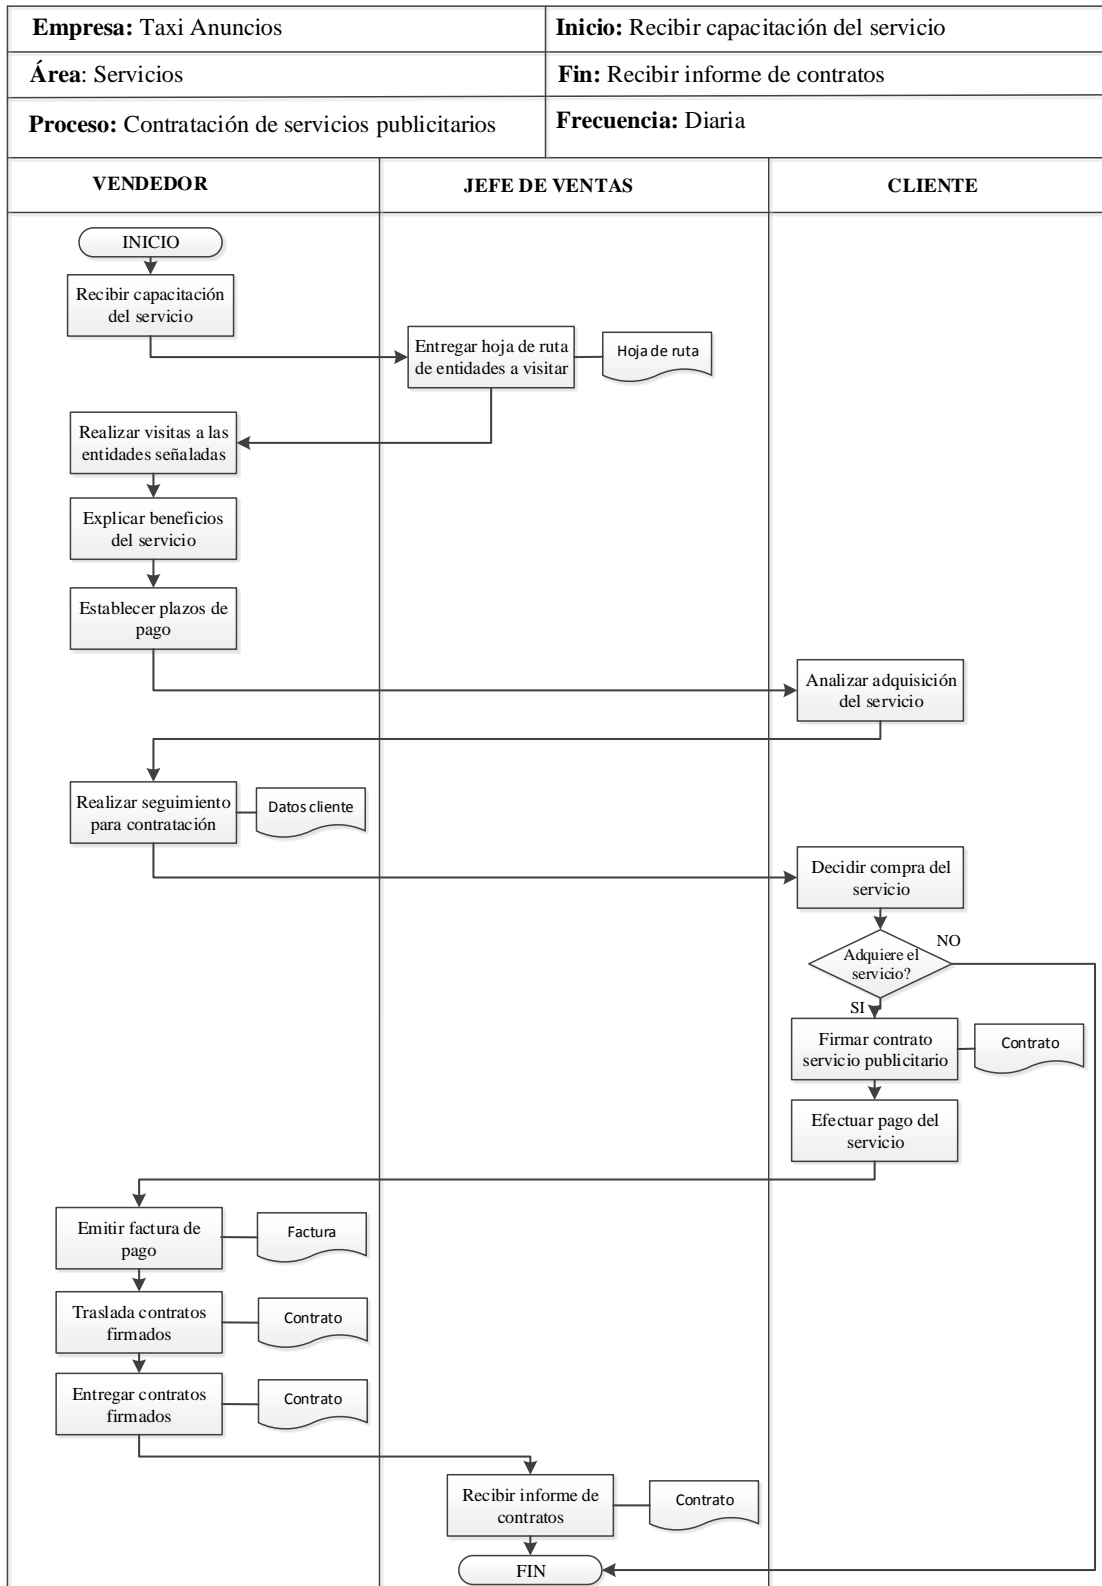 Empresa: Taxi Anuncios
Inicio: Recibir capacitación del servicio
Área: Servicios
Fin: Recibir informe de contratos
Proceso: Contratación de servicios publicitarios
Frecuencia: Diaria
VENDEDOR
JEFE DE VENTAS
CLIENTE
INICIO
Recibir capacitación
del servicio
Entregar hoja de ruta
de entidades a visitar
Hoja de ruta
Realizar visitas a las
entidades señaladas
Explicar beneficios
del servicio
Establecer plazos de
pago
Analizar adquisición
del servicio
Realizar seguimiento
para contratación
Datos cliente
Decidir compra del
servicio
Adquiere el
servicio?
NO
SI
Firmar contrato
servicio publicitario
Contrato
Efectuar pago del
servicio
Emitir factura de
pago
Factura
Traslada contratos
firmados
Contrato
Entregar contratos
firmados
Contrato
Recibir informe de
contratos
Contrato
FIN